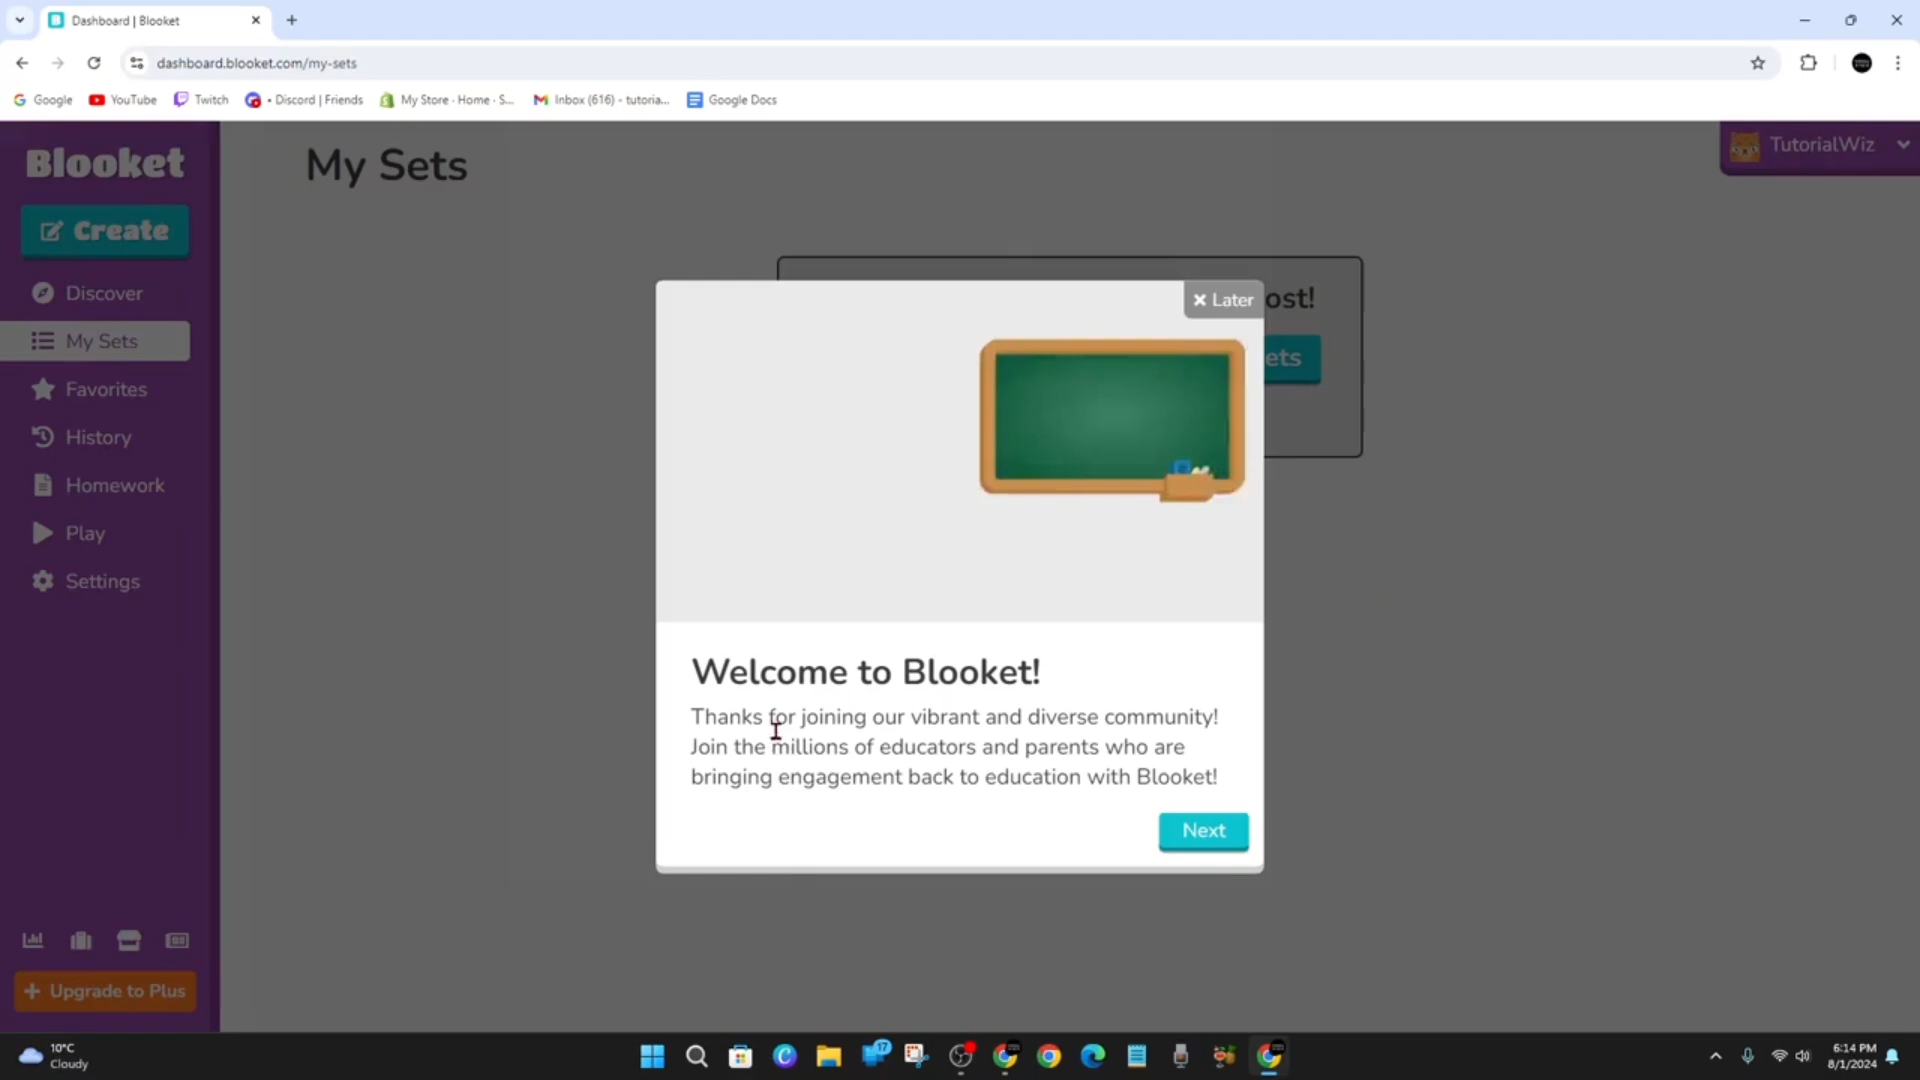 Dashboard | Blooket
dashboard.blooket.com/my-sets
Google
YouTube
Twitch
• Discord | Friends
My Store · Home · S...
Inbox (616) - tutoria...
Google Docs
Blooket
Create
Discover
My Sets
Favorites
History
Homework
Play
Settings
Upgrade to Plus
My Sets
TutorialWiz
ost!
ets
Later
Welcome to Blooket!
Thanks for joining our vibrant and diverse community!
Join the millions of educators and parents who are
bringing engagement back to education with Blooket!
Next
10°C
Cloudy
17
6:14 PM
8/1/2024